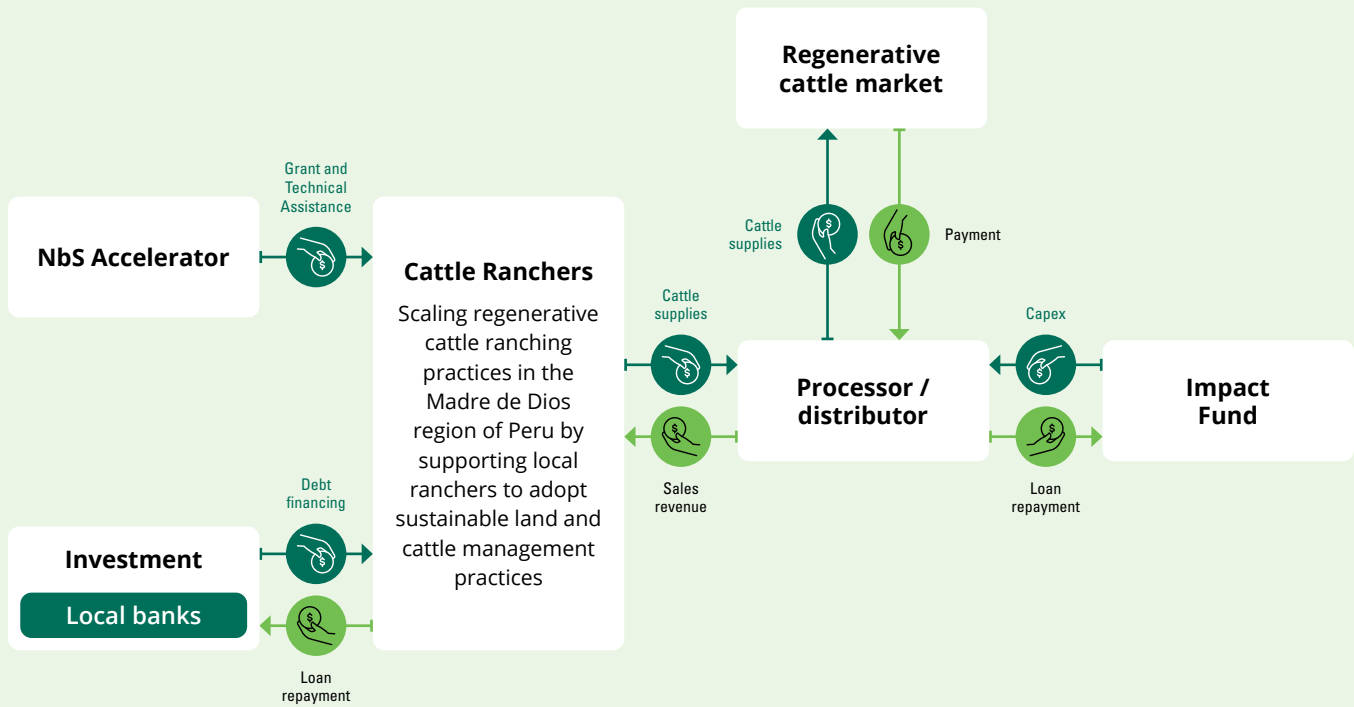 Regenerative
cattle market
Grant and
Technical
Assistance
NbS Accelerator
Cattle
supplies
Payment
Cattle Ranchers
Scaling regenerative
cattle ranching
practices in the
Madre de Dios
region of Peru by
supporting local
ranchers to adopt
sustainable land and
cattle management
practices
Cattle
supplies
Sales
revenue
Processor /
distributor
Capex
Loan
repayment
Impact
Fund
Debt
financing
Investment
Local banks
Loan
repayment